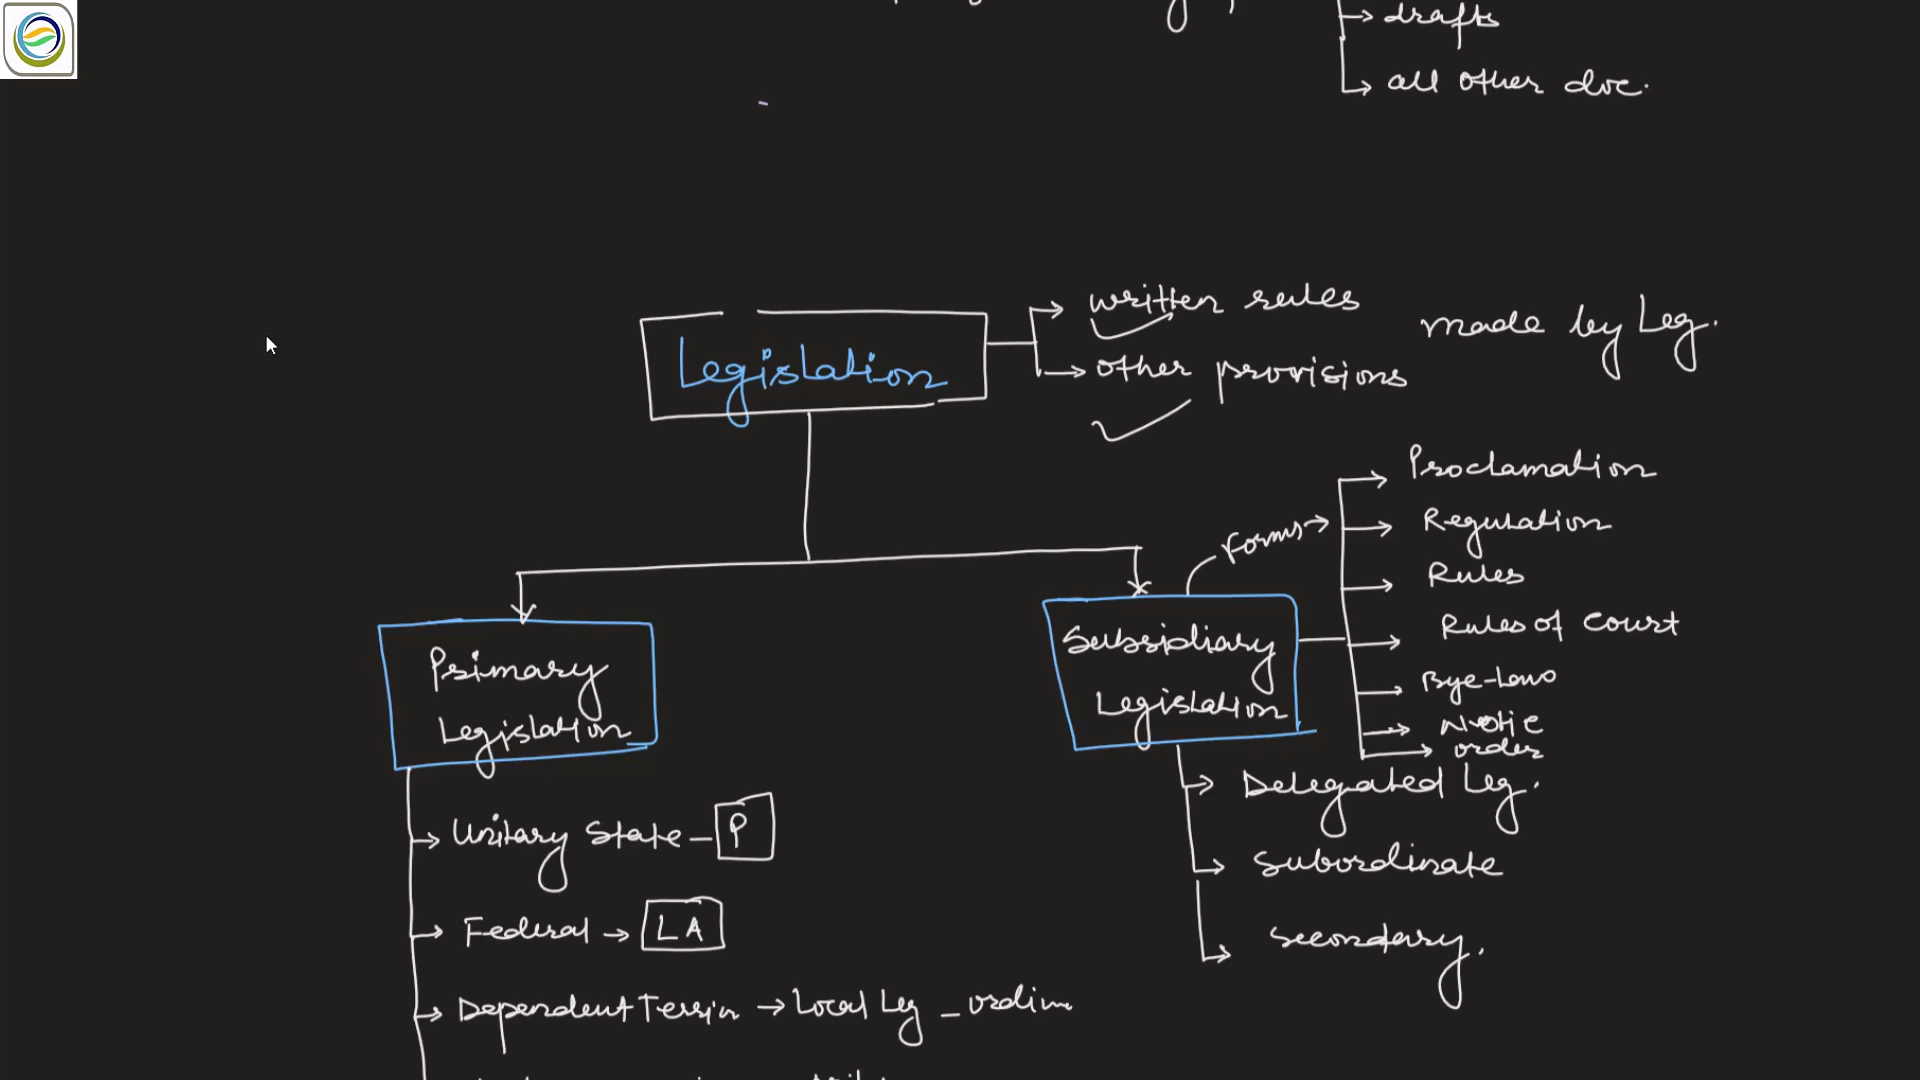 drafts
all other doc.
Legislation
written rules
other provisions
made by Leg.
Forms
Proclamation
Regulation
Rules
Rules of Court
Bye-Laws
Notic
order
Primary
Legislation
Subsidiary
Legislation
Unitary State - P
Federal → LA
Dependent Terrin → Local Leg - ordin
Delegated Leg.
Subordinate
Secondary.